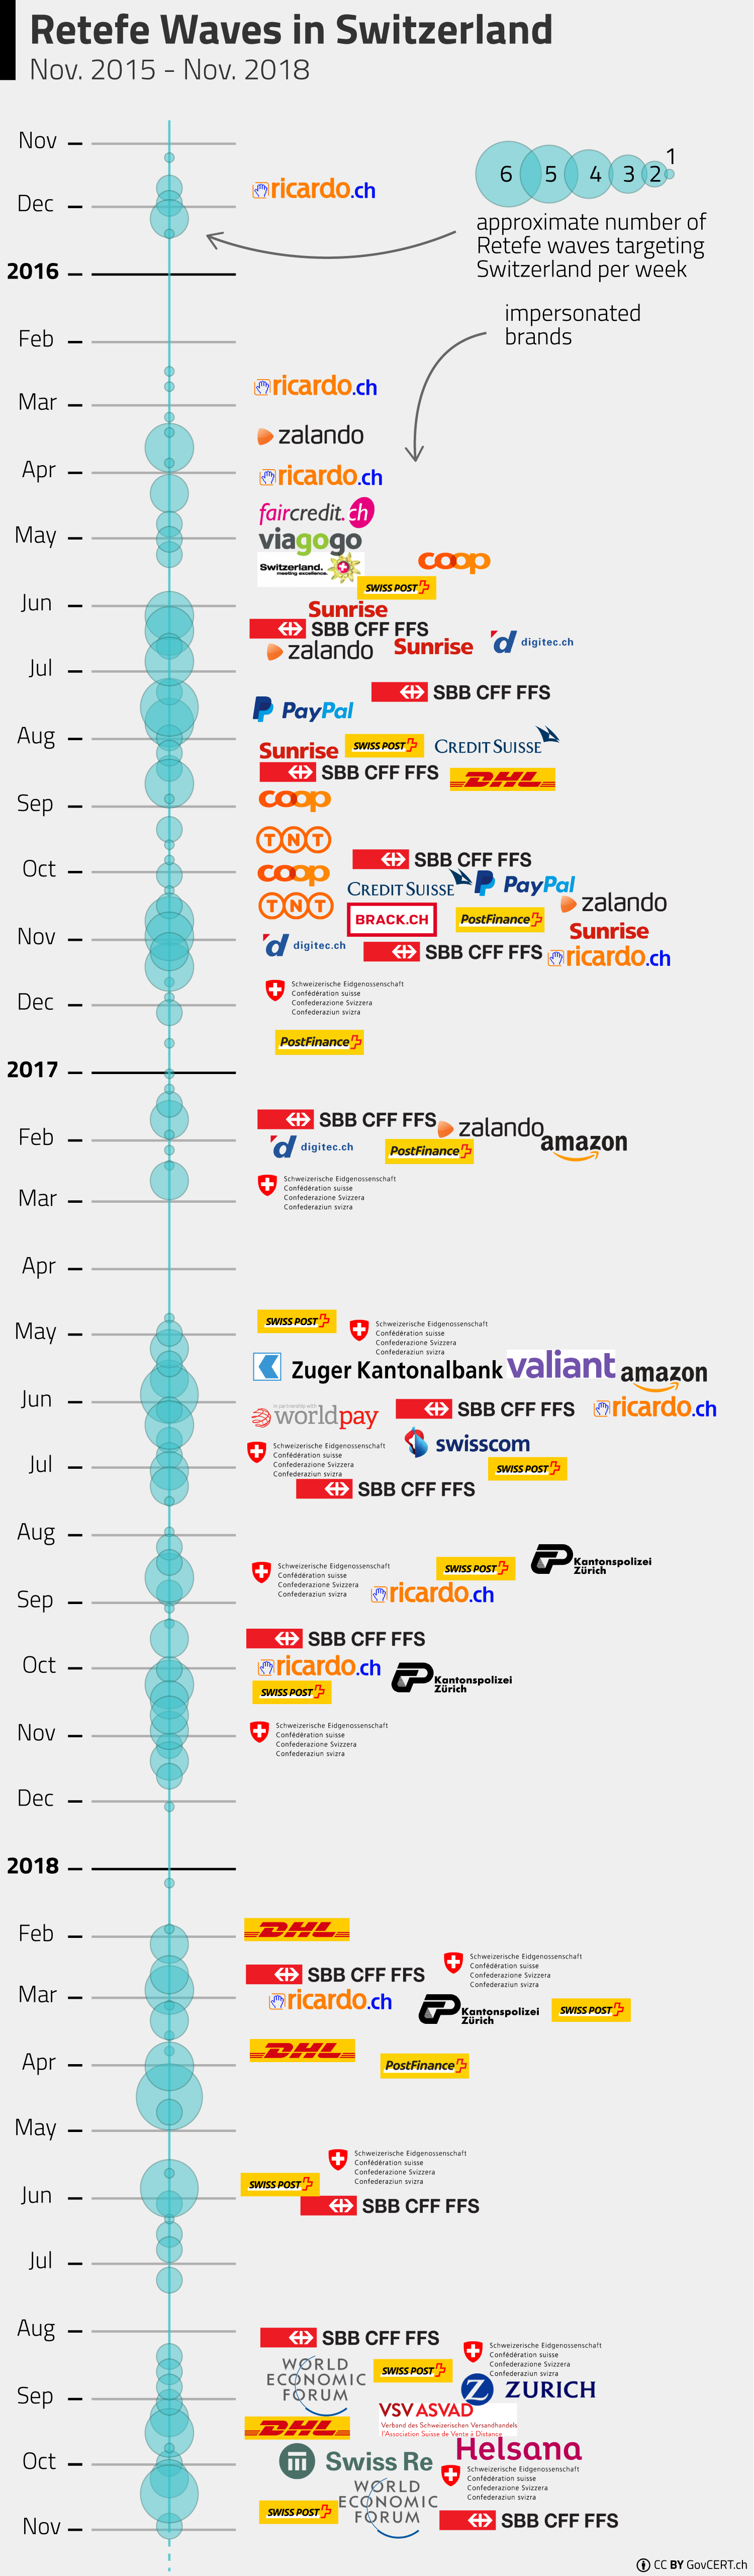 Retefe Waves in Switzerland
Nov. 2015 - Nov. 2018
Nov
6 5 4 3 2 1
Dec
ricardo.ch
approximate number of
Retefe waves targeting
Switzerland per week
2016
impersonated
brands
Feb
Mar
ricardo.ch
zalando
Apr
ricardo.ch
faircredit.ch
May
viagogo
coop
Switzerland.
meeting excellence.
SWISS POST
Jun
Sunrise
SBB CFF FFS
zalando
Sunrise
digitec.ch
Jul
SBB CFF FFS
PayPal
Aug
Sunrise
SWISS POST
CREDIT SUISSE
SBB CFF FFS
DHL
Sep
coop
TNT
Oct
SBB CFF FFS
coop
CREDIT SUISSE
PayPal
TNT
BRACK.CH
PostFinance
zalando
Sunrise
Nov
digitec.ch
SBB CFF FFS
ricardo.ch
Dec
Schweizerische Eidgenossenschaft
Confédération suisse
Confederazione Svizzera
Confederaziun svizra
PostFinance
2017
SBB CFF FFS
zalando
Feb
digitec.ch
PostFinance
amazon
Mar
Schweizerische Eidgenossenschaft
Confédération suisse
Confederazione Svizzera
Confederaziun svizra
Apr
May
SWISS POST
Schweizerische Eidgenossenschaft
Confédération suisse
Confederazione Svizzera
Confederaziun svizra
Zuger Kantonalbank
valiant
amazon
Jun
in partnership with
worldpay
SBB CFF FFS
ricardo.ch
Jul
Schweizerische Eidgenossenschaft
Confédération suisse
Confederazione Svizzera
Confederaziun svizra
swisscom
SWISS POST
SBB CFF FFS
Aug
Schweizerische Eidgenossenschaft
Confédération suisse
Confederazione Svizzera
Confederaziun svizra
SWISS POST
Kantonspolizei
Zürich
ricardo.ch
Sep
SBB CFF FFS
Oct
ricardo.ch
Kantonspolizei
Zürich
SWISS POST
Nov
Schweizerische Eidgenossenschaft
Confédération suisse
Confederazione Svizzera
Confederaziun svizra
Dec
2018
Feb
DHL
SBB CFF FFS
Schweizerische Eidgenossenschaft
Confédération suisse
Confederazione Svizzera
Confederaziun svizra
Mar
ricardo.ch
Kantonspolizei
Zürich
SWISS POST
Apr
DHL
PostFinance
May
Schweizerische Eidgenossenschaft
Confédération suisse
Confederazione Svizzera
Confederaziun svizra
Jun
SWISS POST
SBB CFF FFS
Jul
Aug
SBB CFF FFS
Schweizerische Eidgenossenschaft
Confédération suisse
Confederazione Svizzera
Confederaziun svizra
WORLD
ECONOMIC
FORUM
SWISS POST
ZURICH
Sep
DHL
VSV ASVAD
Verband des Schweizerischen Versandhandels
l'Association Suisse de Vente à Distance
Helsana
Oct
Swiss Re
Schweizerische Eidgenossenschaft
Confédération suisse
Confederazione Svizzera
Confederaziun svizra
WORLD
ECONOMIC
FORUM
SWISS POST
SBB CFF FFS
Nov
CC BY GovCERT.ch